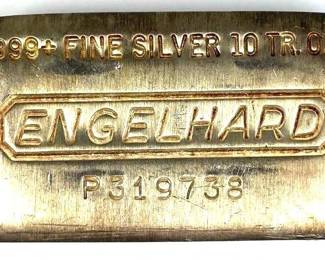 999+ FINE SILVER 10 TR. O
ENGELHARD
P319738